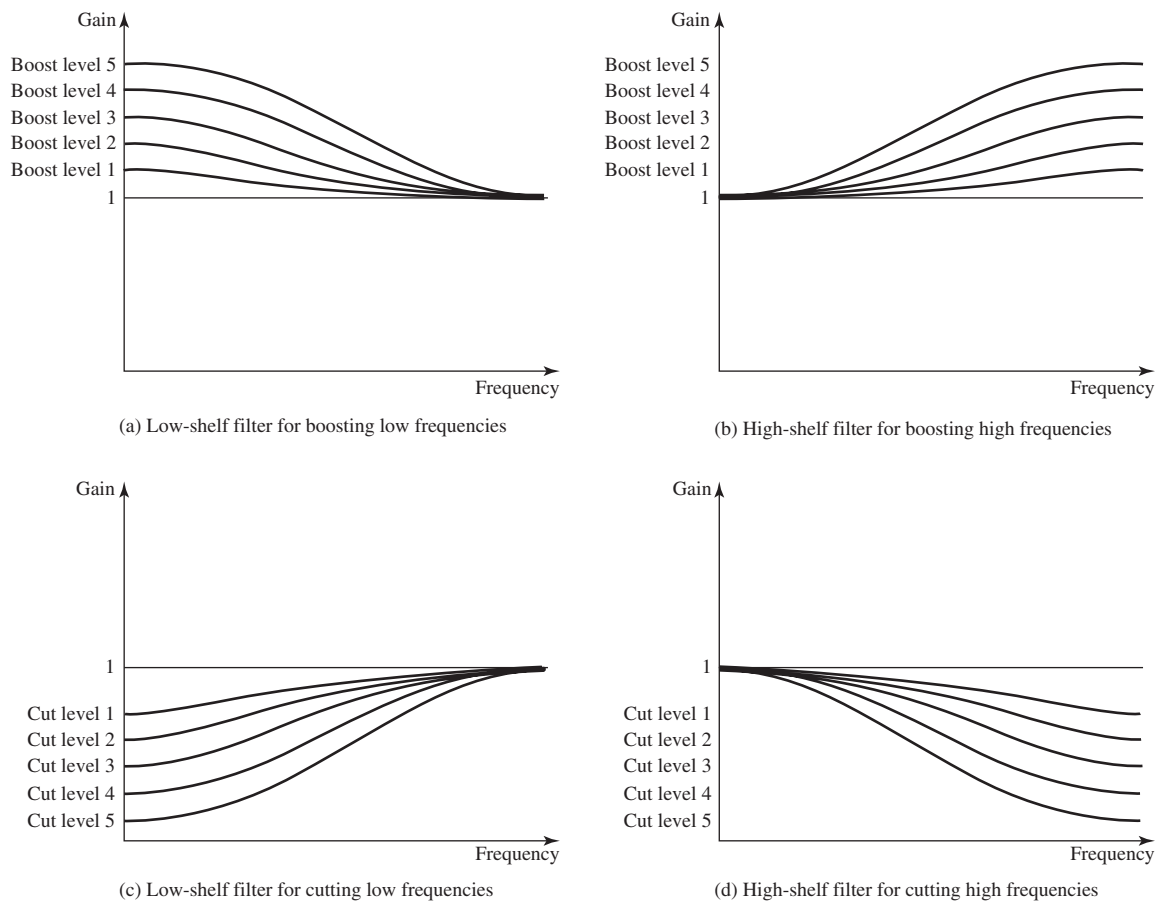 Gain
Boost level 5
Boost level 4
Boost level 3
Boost level 2
Boost level 1
1
Frequency
(a) Low-shelf filter for boosting low frequencies
Gain
Boost level 5
Boost level 4
Boost level 3
Boost level 2
Boost level 1
1
Frequency
(b) High-shelf filter for boosting high frequencies
Gain
1
Cut level 1
Cut level 2
Cut level 3
Cut level 4
Cut level 5
Frequency
(c) Low-shelf filter for cutting low frequencies
Gain
1
Cut level 1
Cut level 2
Cut level 3
Cut level 4
Cut level 5
Frequency
(d) High-shelf filter for cutting high frequencies